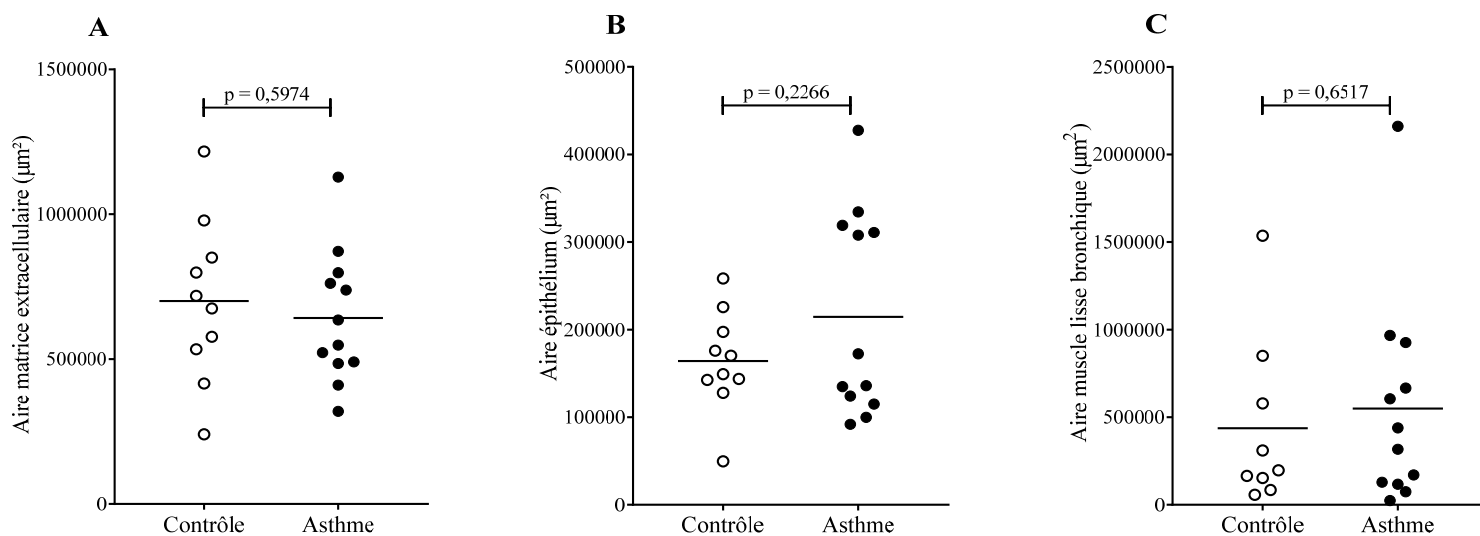 A
Aire matrice extracellulaire (µm²)
1500000
1000000
500000
0
p = 0,5974
Contrôle
Asthme
B
Aire épithélium (µm²)
500000
400000
300000
200000
100000
0
p = 0,2266
Contrôle
Asthme
C
Aire muscle lisse bronchique (µm²)
2500000
2000000
1500000
1000000
500000
0
p = 0,6517
Contrôle
Asthme